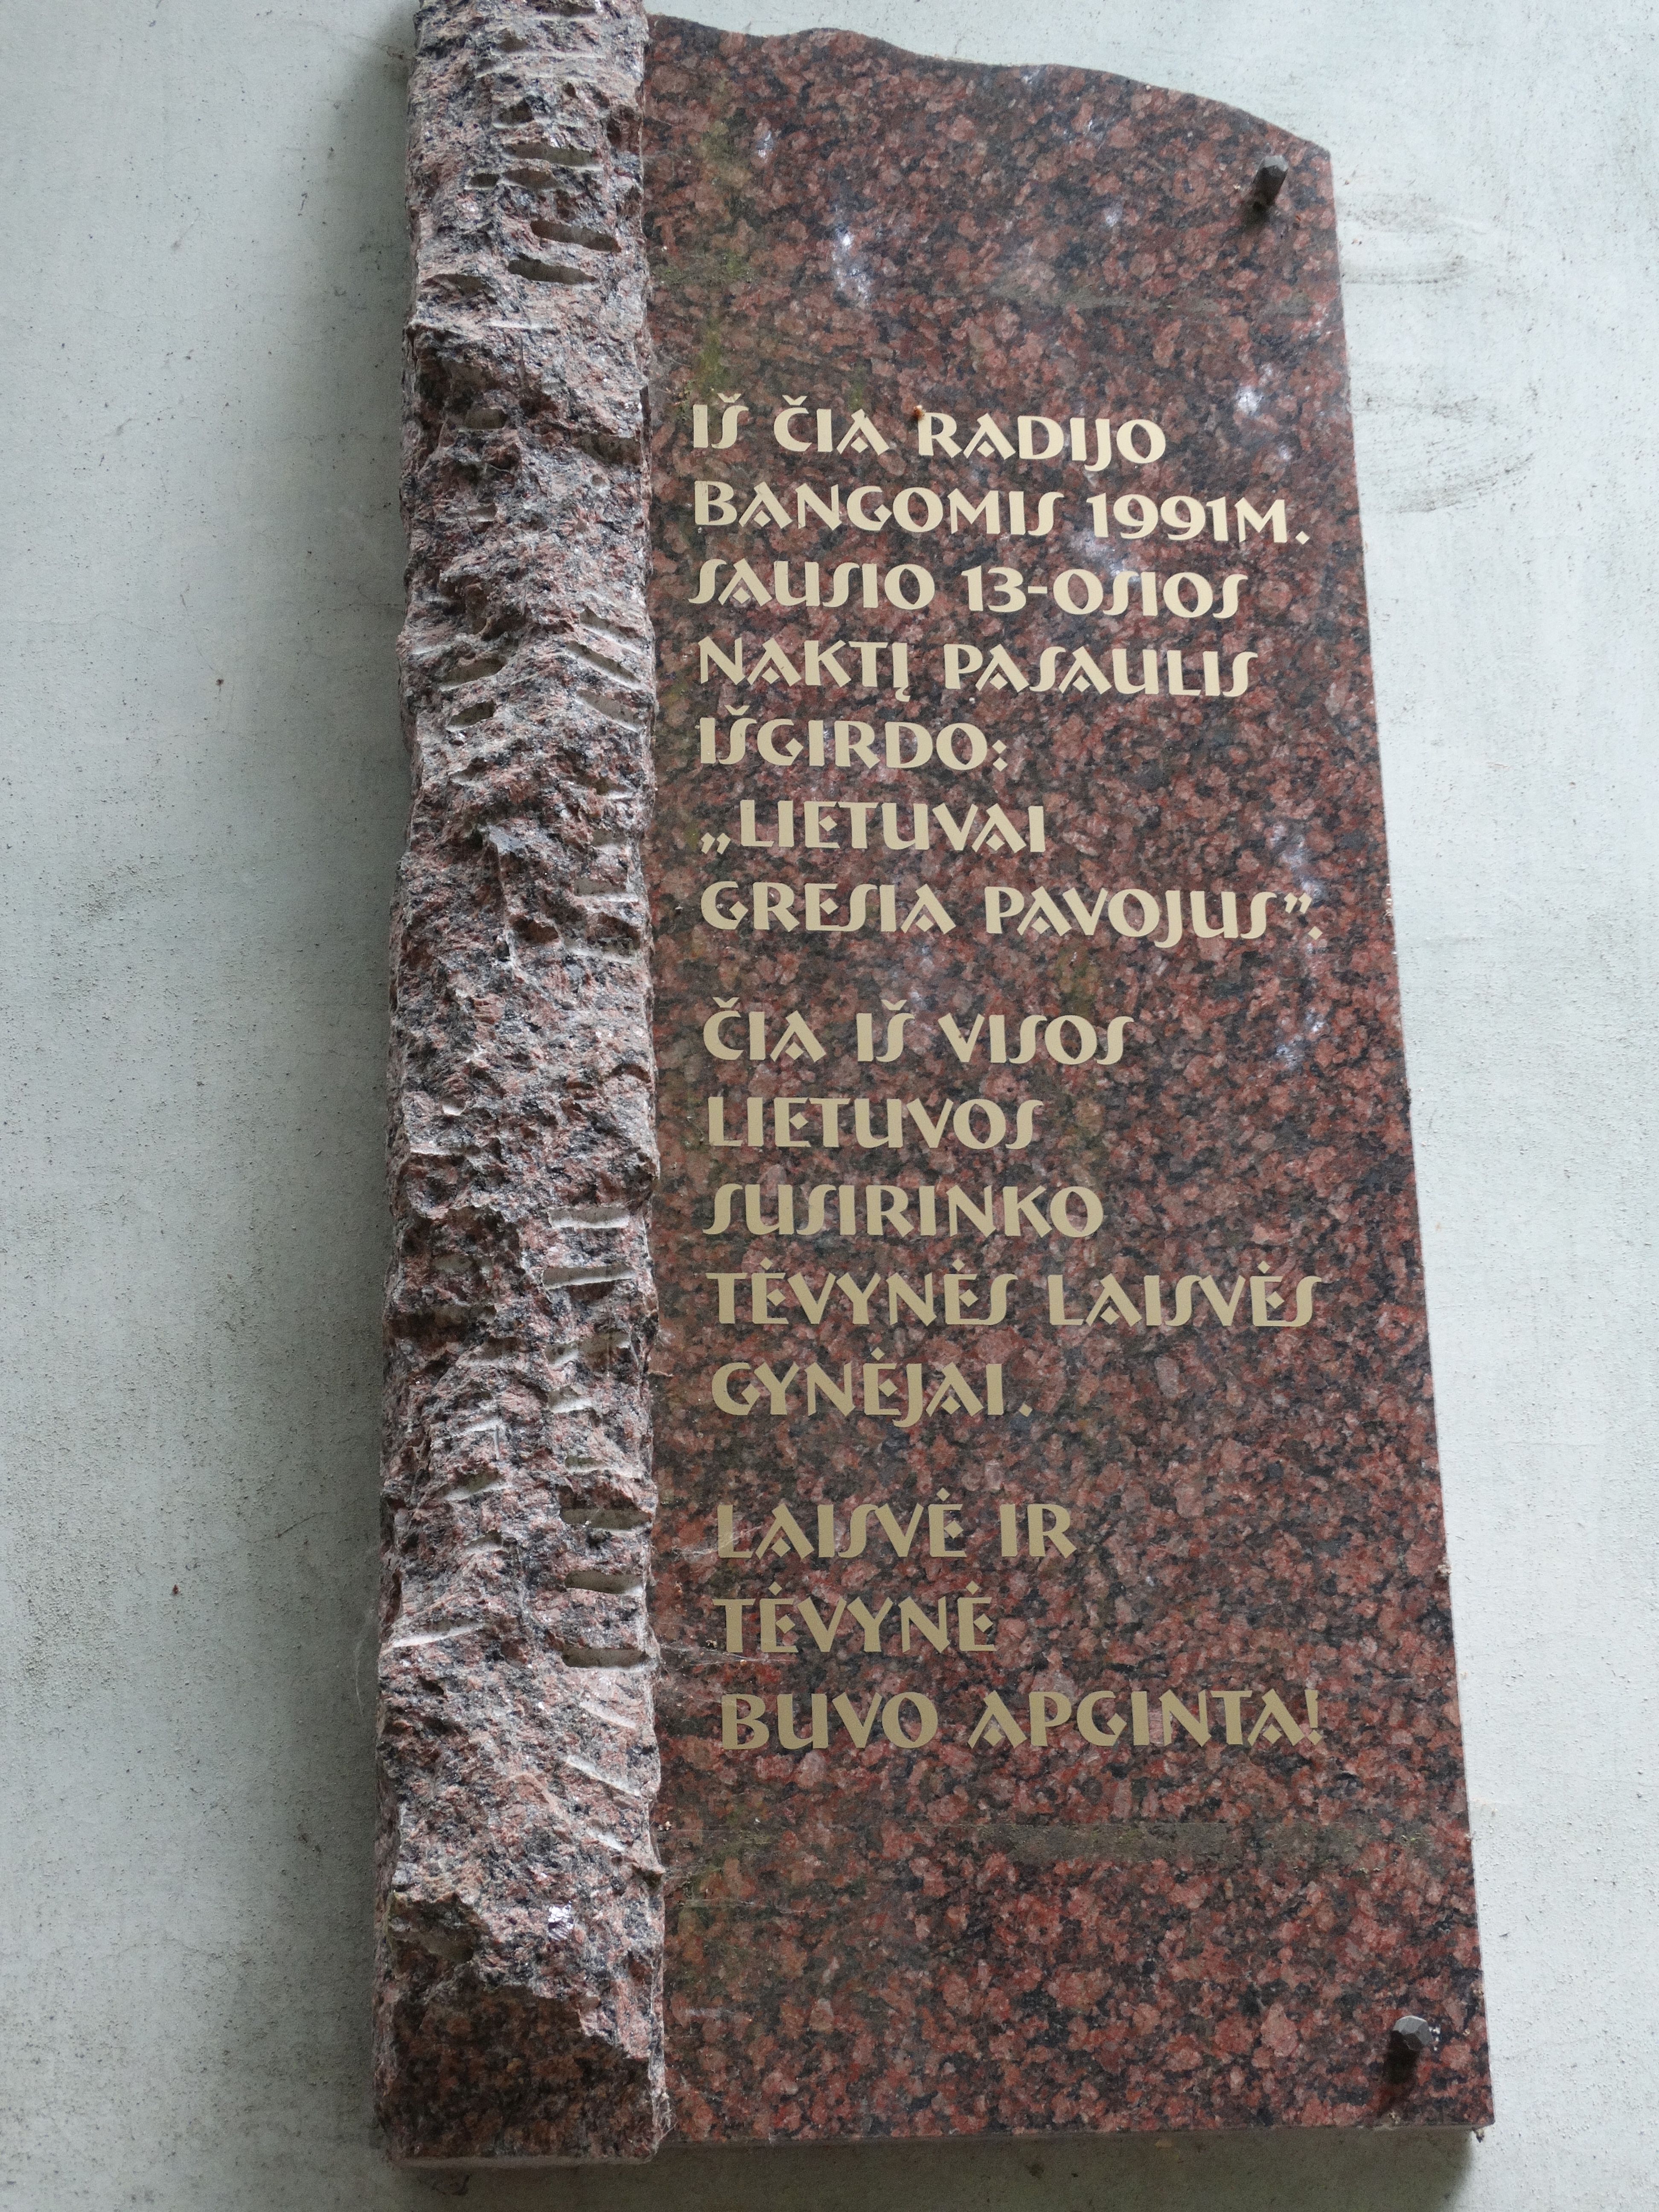 IŠ ČIA RADIJO
BANGOMIS 1991M.
SAUSIO 13-OSIOS
NAKTĮ PASAULIS
IŠGIRDO:
„LIETUVAI
GRESIA PAVOJUS”.
ČIA IŠ VISOS
LIETUVOS
SUSIRINKO
TĖVYNĖS LAISVĖS
GYNĖJAI.
LAISVĖ IR
TĖVYNĖ
BUVO APGINTA!